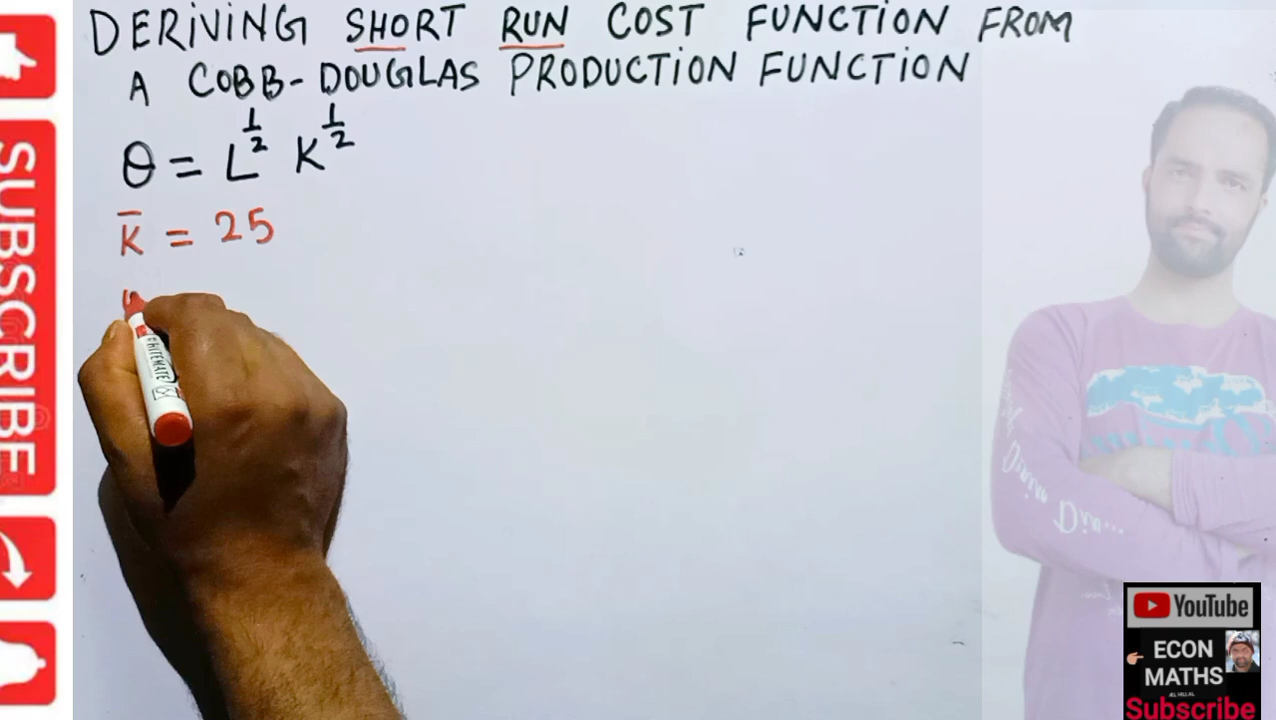 DERIVING SHORT RUN COST FUNCTION FROM
A COBB-DOUGLAS PRODUCTION FUNCTION
Q = L^{1/2} K^{1/2}
K̅ = 25
SUBSCRIBE
WHITEMATE
YouTube
ECON
MATHS
Subscribe